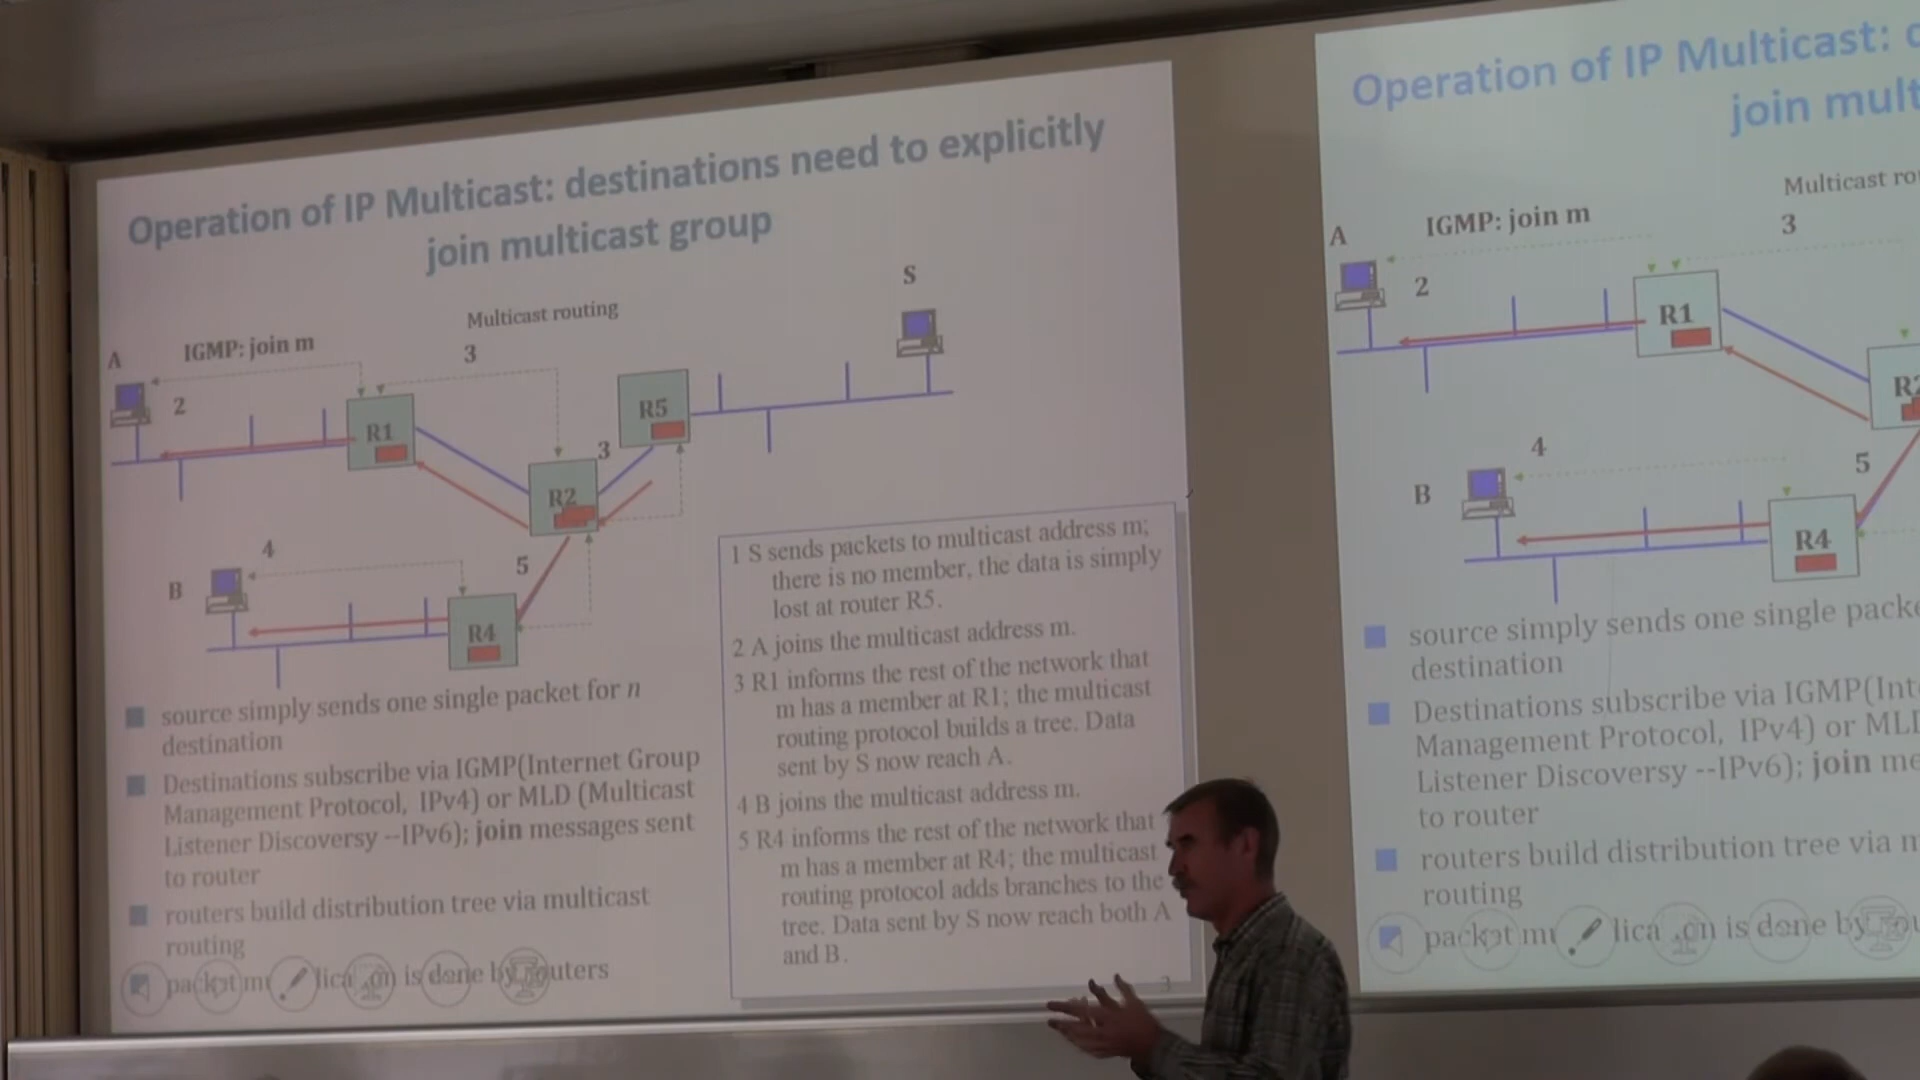 Operation of IP Multicast: destinations need to explicitly
join multicast group
S
Multicast routing
3
A
IGMP: join m
2
R1
R5
3
R2
4
5
B
R4
source simply sends one single packet for n
destination
Destinations subscribe via IGMP(Internet Group
Management Protocol, IPv4) or MLD (Multicast
Listener Discoversy --IPv6); join messages sent
to router
routers build distribution tree via multicast
routing
is done by routers
1 S sends packets to multicast address m;
there is no member, the data is simply
lost at router R5.
2 A joins the multicast address m.
3 R1 informs the rest of the network that
m has a member at R1; the multicast
routing protocol builds a tree. Data
sent by S now reach A.
4 B joins the multicast address m.
5 R4 informs the rest of the network that
m has a member at R4; the multicast
routing protocol adds branches to the
tree. Data sent by S now reach both A
and B.
3
Operation of IP Multicast:
join mult
Multicast ro
3
A
IGMP: join m
2
R1
4
5
B
R4
source simply sends one single packe
destination
Destinations subscribe via IGMP(Int
Management Protocol, IPv4) or MLD
Listener Discoversy --IPv6); join me
to router
routers build distribution tree via m
routing
is done by